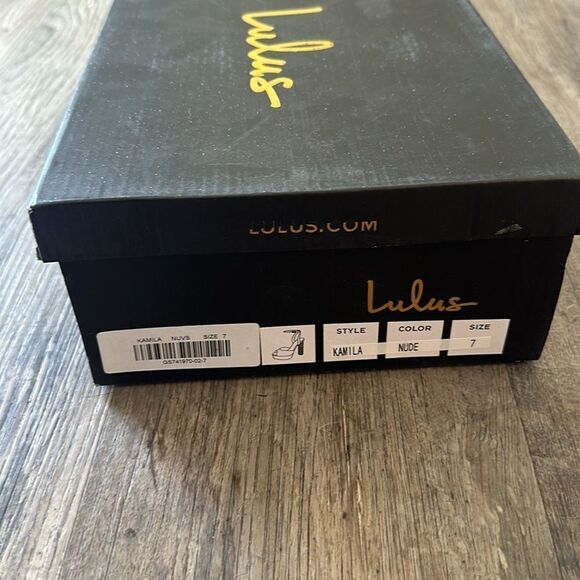 Lulus
LULUS.COM
Lulus
KAMILA NUVS SIZE 7
GS741970-02-7
STYLE COLOR SIZE
KAMILA NUDE 7